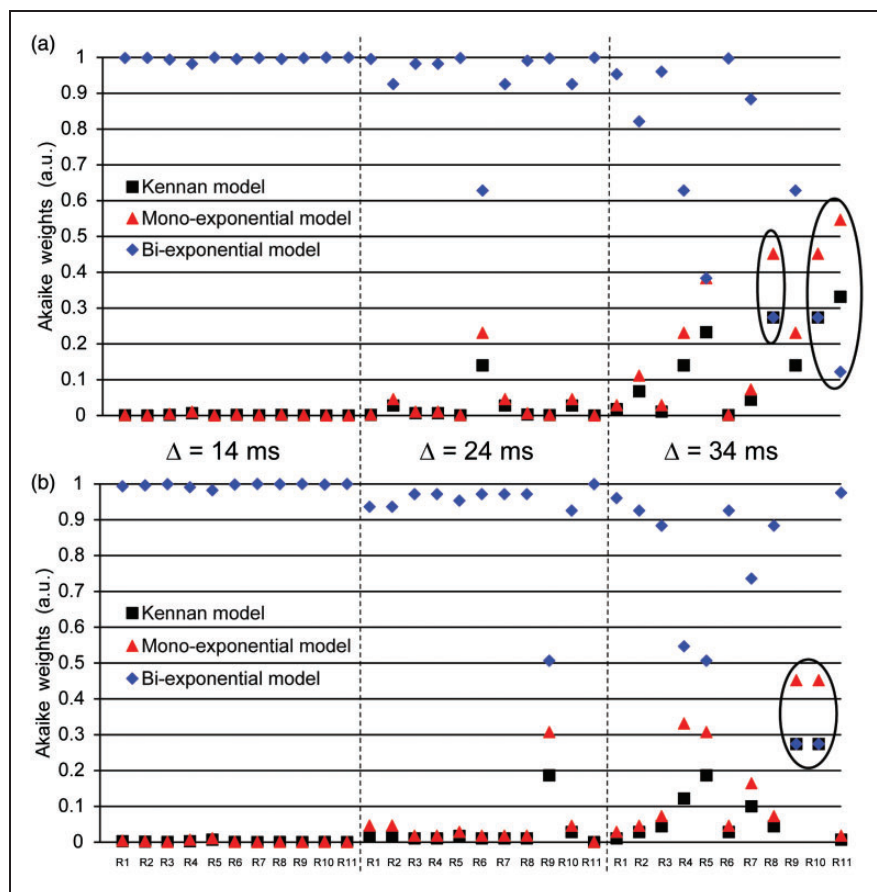 (a)
1
0.9
0.8
0.7
0.6
0.5
0.4
0.3
0.2
0.1
0
Akaike weights (a.u.)
Kennan model
Mono-exponential model
Bi-exponential model
Δ = 14 ms Δ = 24 ms Δ = 34 ms
(b)
1
0.9
0.8
0.7
0.6
0.5
0.4
0.3
0.2
0.1
0
Akaike weights (a.u.)
Kennan model
Mono-exponential model
Bi-exponential model
R1 R2 R3 R4 R5 R6 R7 R8 R9 R10 R11 R1 R2 R3 R4 R5 R6 R7 R8 R9 R10 R11 R1 R2 R3 R4 R5 R6 R7 R8 R9 R10 R11